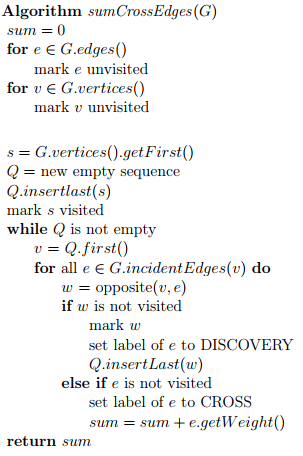 Algorithm sumCrossEdges(G)
sum = 0
for e ∈ G.edges()
mark e unvisited
for v ∈ G.vertices()
mark v unvisited
s = G.vertices().getFirst()
Q = new empty sequence
Q.insertlast(s)
mark s visited
while Q is not empty
v = Q.first()
for all e ∈ G.incidentEdges(v) do
w = opposite(v, e)
if w is not visited
mark w
set label of e to DISCOVERY
Q.insertLast(w)
else if e is not visited
set label of e to CROSS
sum = sum + e.getWeight()
return sum